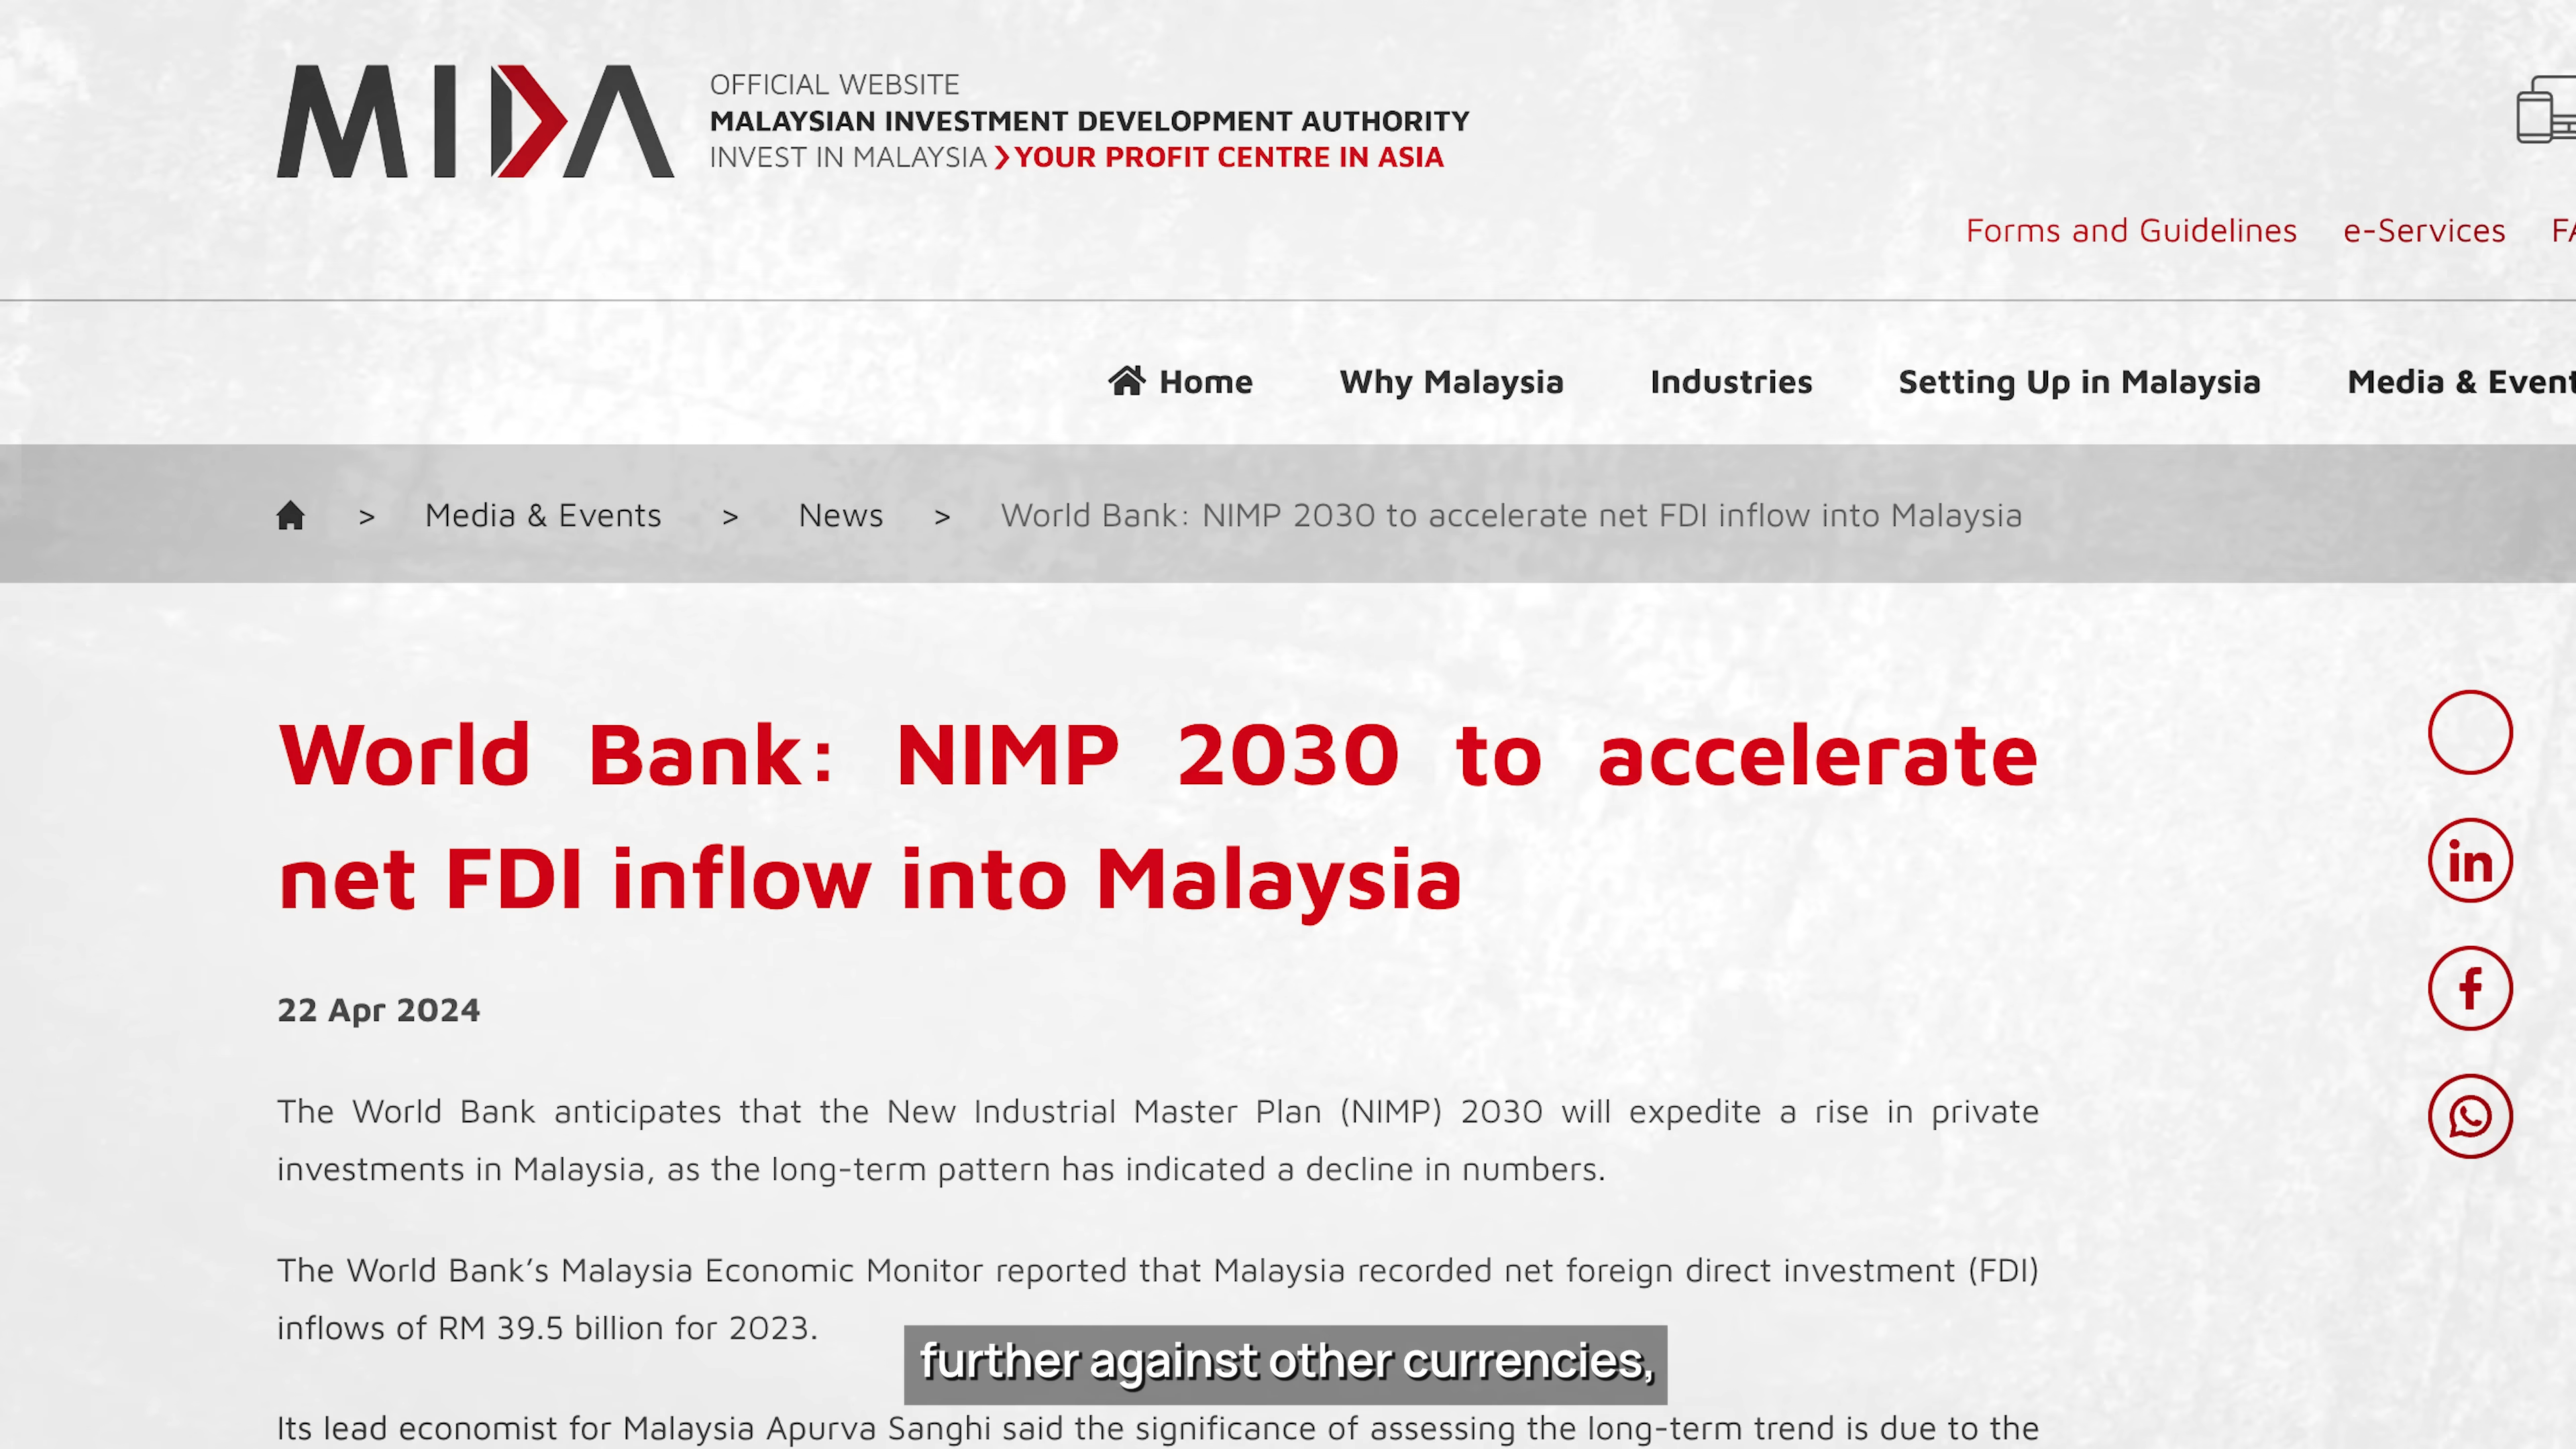 MIDA
OFFICIAL WEBSITE
MALAYSIAN INVESTMENT DEVELOPMENT AUTHORITY
INVEST IN MALAYSIA YOUR PROFIT CENTRE IN ASIA
Forms and Guidelines e-Services
Home Why Malaysia Industries Setting Up in Malaysia Media & Event
> Media & Events > News > World Bank: NIMP 2030 to accelerate net FDI inflow into Malaysia
World Bank: NIMP 2030 to accelerate
net FDI inflow into Malaysia
in
f
22 Apr 2024
The World Bank anticipates that the New Industrial Master Plan (NIMP) 2030 will expedite a rise in private
investments in Malaysia, as the long-term pattern has indicated a decline in numbers.
The World Bank’s Malaysia Economic Monitor reported that Malaysia recorded net foreign direct investment (FDI)
inflows of RM 39.5 billion for 2023.
further against other currencies,
Its lead economist for Malaysia Apurva Sanghi said the significance of assessing the long-term trend is due to the